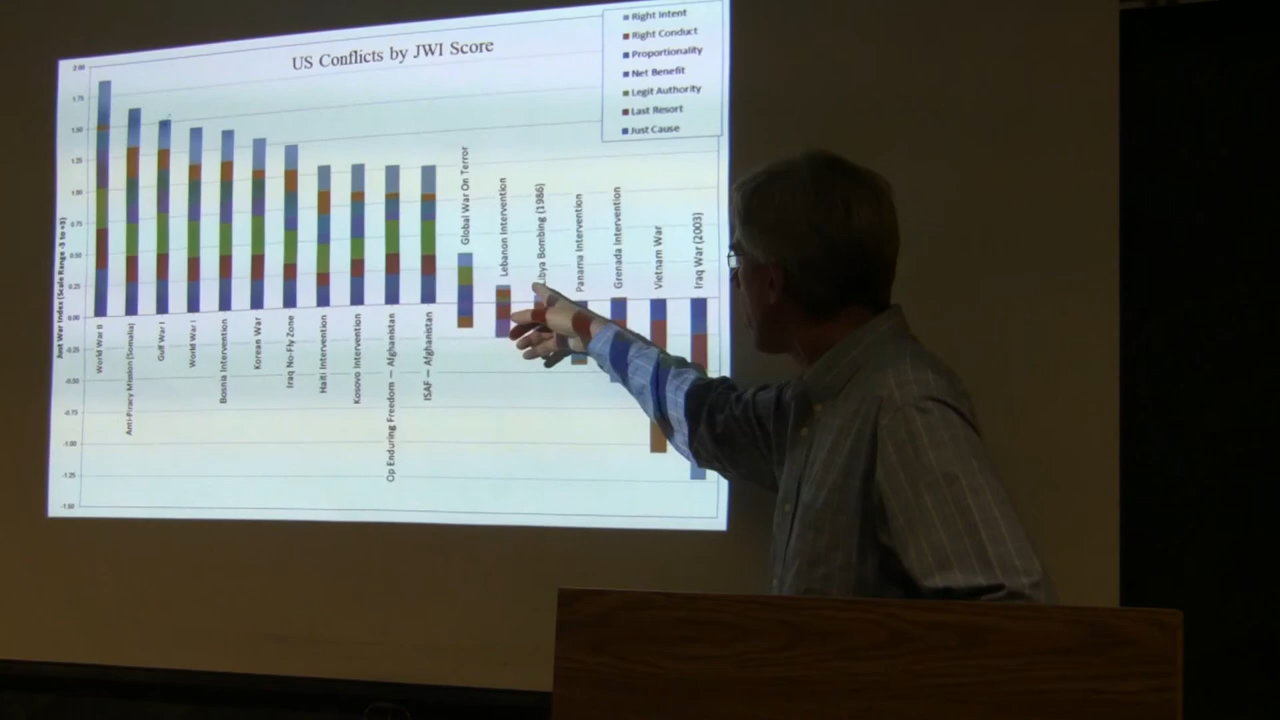 US Conflicts by JWI Score
Right Intent
Right Conduct
Proportionality
Net Benefit
Legit Authority
Last Resort
Just Cause
Just War Index (Scale Range -3 to +3)
2.00
1.75
1.50
1.25
1.00
0.75
0.50
0.25
0.00
-0.25
-0.50
-0.75
-1.00
-1.25
-1.50
World War II
Anti-Piracy Mission (Somalia)
Gulf War I
World War I
Bosnia Intervention
Korean War
Iraq No-Fly Zone
Haiti Intervention
Kosovo Intervention
Op Enduring Freedom — Afghanistan
ISAF — Afghanistan
Global War On Terror
Lebanon Intervention
Libya Bombing (1986)
Panama Intervention
Grenada Intervention
Vietnam War
Iraq War (2003)